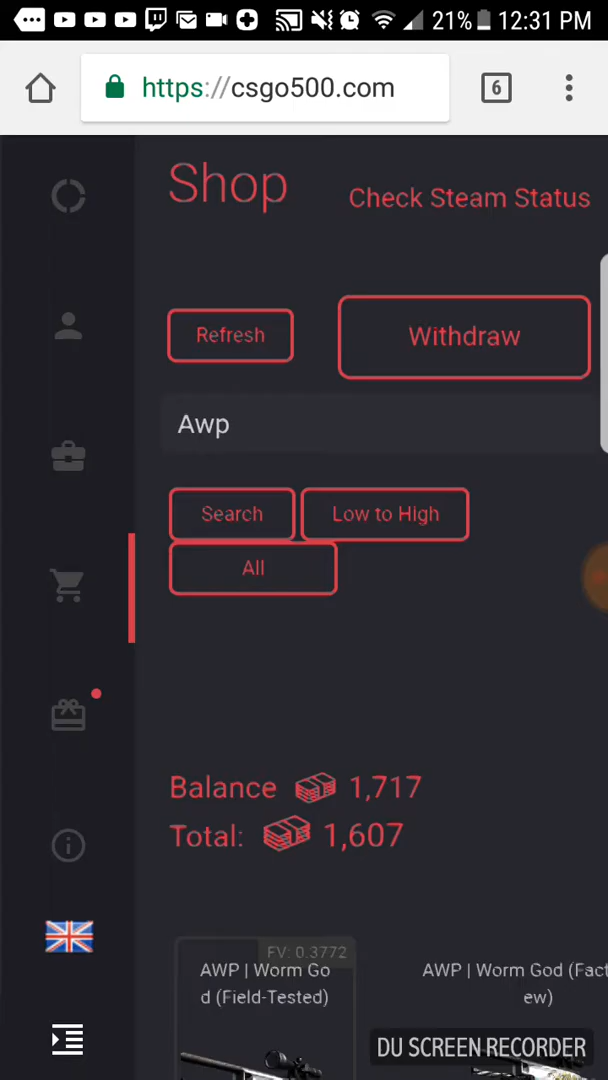 21% 12:31 PM
https://csgo500.com
6
Shop
Check Steam Status
Refresh
Withdraw
Awp
Search
Low to High
All
Balance 1,717
Total: 1,607
FV: 0.3772
AWP | Worm Go
d (Field-Tested)
AWP | Worm God (Fact
ew)
DU SCREEN RECORDER